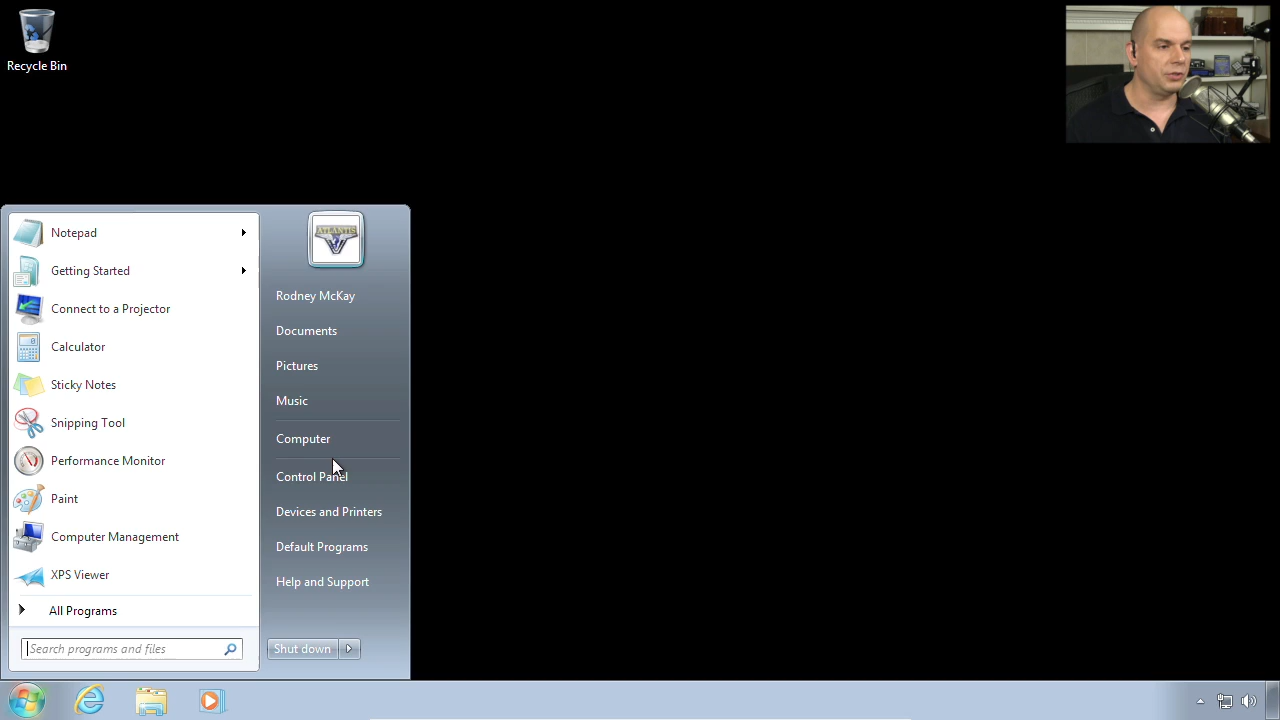 Recycle Bin
Notepad
Getting Started
Connect to a Projector
Calculator
Sticky Notes
Snipping Tool
Performance Monitor
Paint
Computer Management
XPS Viewer
All Programs
Search programs and files
ATLANTIS
Rodney McKay
Documents
Pictures
Music
Computer
Control Panel
Devices and Printers
Default Programs
Help and Support
Shut down